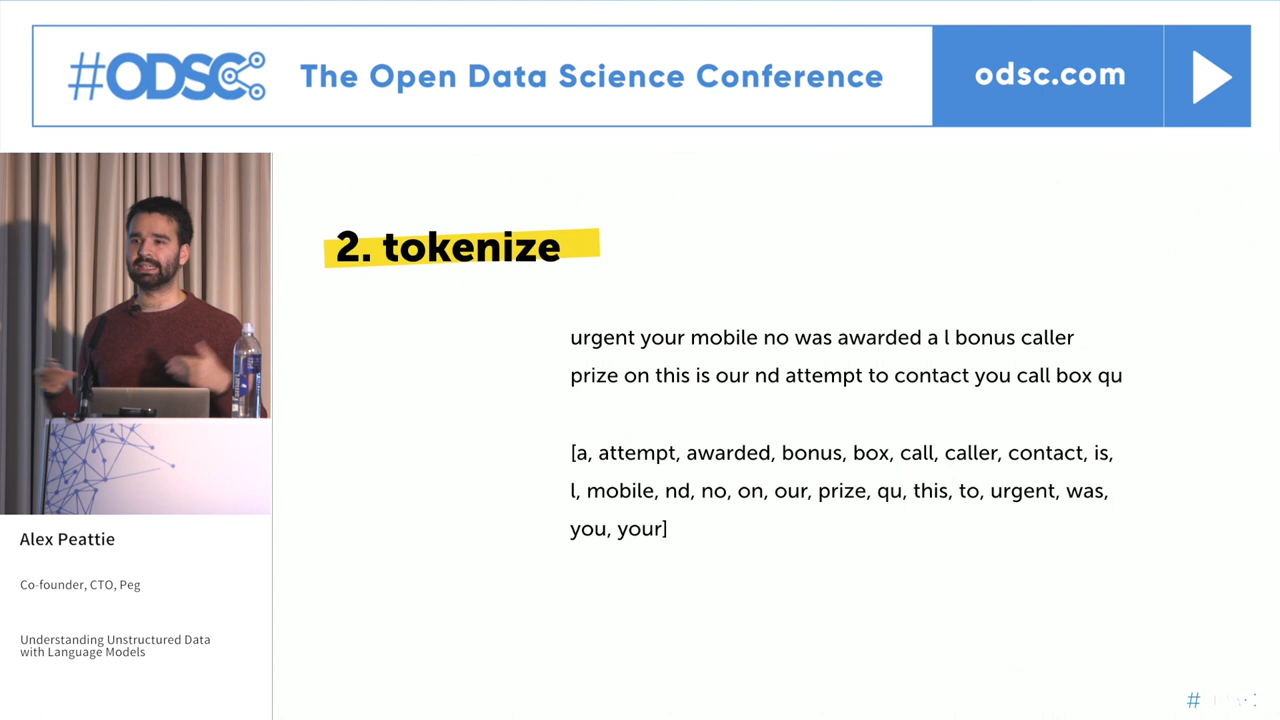 #ODSC
The Open Data Science Conference
odsc.com
2. tokenize
urgent your mobile no was awarded a l bonus caller
prize on this is our nd attempt to contact you call box qu
[a, attempt, awarded, bonus, box, call, caller, contact, is,
l, mobile, nd, no, on, our, prize, qu, this, to, urgent, was,
you, your]
Alex Peattie
Co-founder, CTO, Peg
Understanding Unstructured Data
with Language Models
#